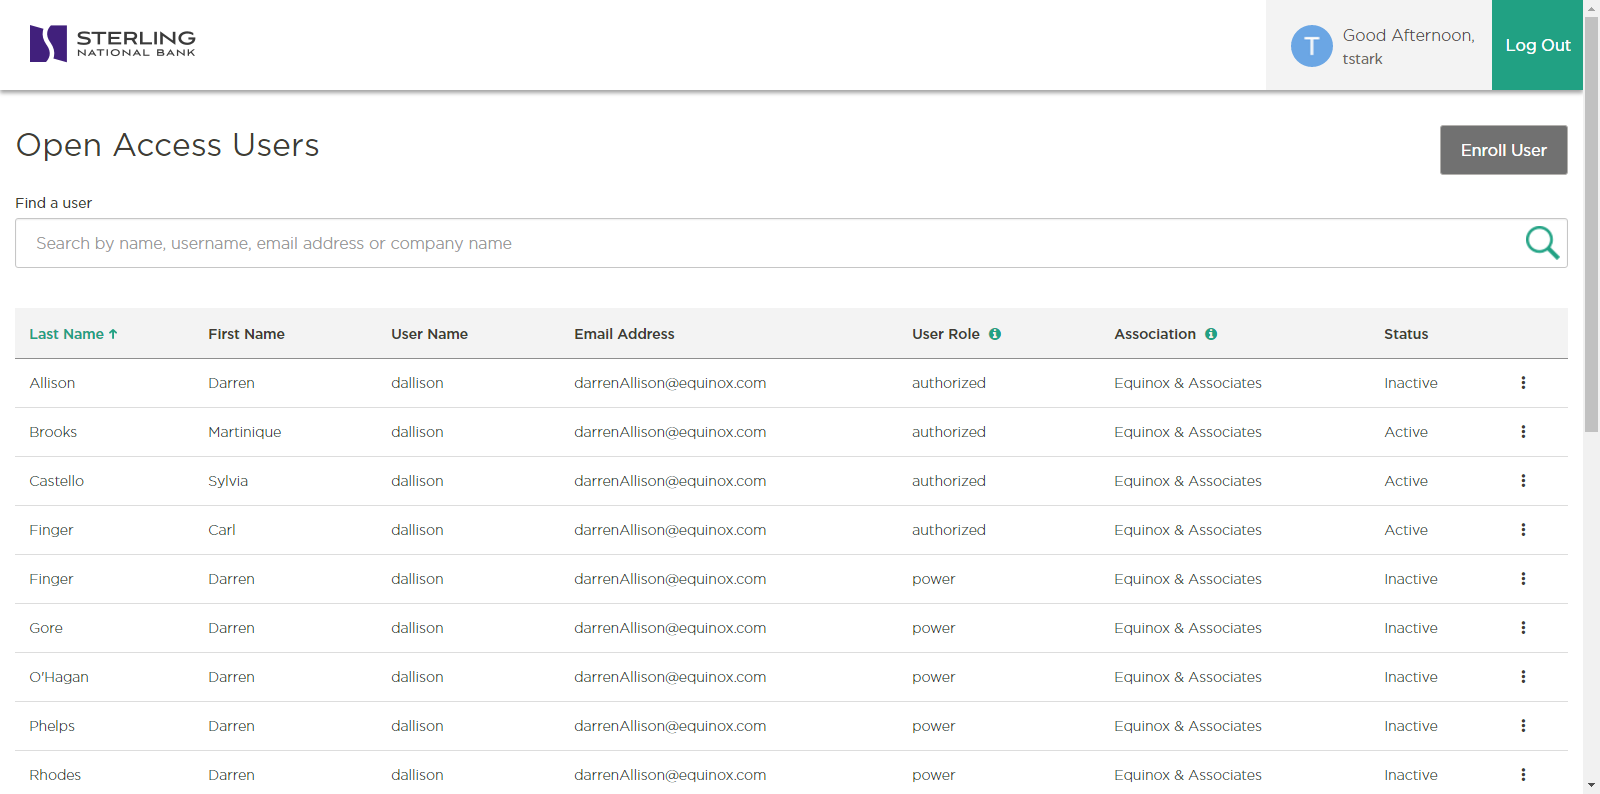 STERLING
NATIONAL BANK
T
Good Afternoon,
tstark
Log Out
Open Access Users
Enroll User
Find a user
Search by name, username, email address or company name
Last Name First Name User Name Email Address User Role Association Status
Allison Darren dallison darrenAllison@equinox.com authorized Equinox & Associates Inactive
Brooks Martinique dallison darrenAllison@equinox.com authorized Equinox & Associates Active
Castello Sylvia dallison darrenAllison@equinox.com authorized Equinox & Associates Active
Finger Carl dallison darrenAllison@equinox.com authorized Equinox & Associates Active
Finger Darren dallison darrenAllison@equinox.com power Equinox & Associates Inactive
Gore Darren dallison darrenAllison@equinox.com power Equinox & Associates Inactive
O'Hagan Darren dallison darrenAllison@equinox.com power Equinox & Associates Inactive
Phelps Darren dallison darrenAllison@equinox.com power Equinox & Associates Inactive
Rhodes Darren dallison darrenAllison@equinox.com power Equinox & Associates Inactive